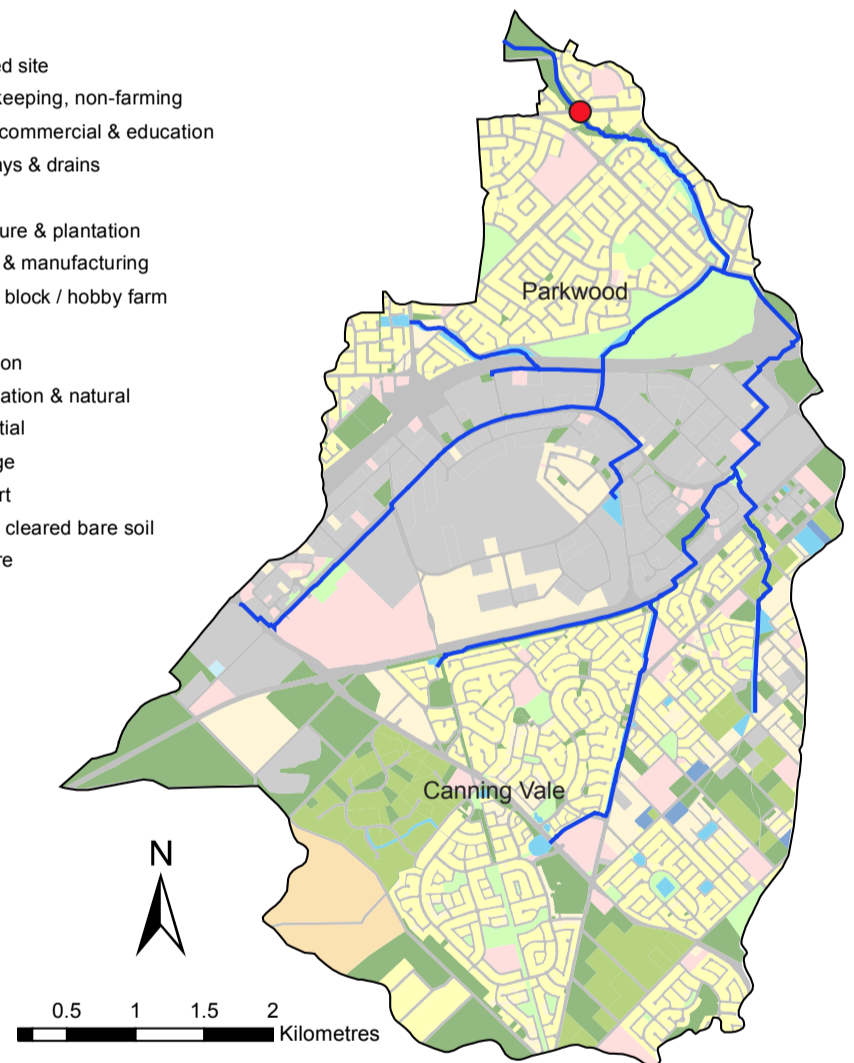 ed site
keeping, non-farming
commercial & education
ays & drains
ure & plantation
& manufacturing
block / hobby farm
on
ation & natural
tial
ge
rt
cleared bare soil
re
Parkwood
Canning Vale
N
0.5 1 1.5 2
Kilometres